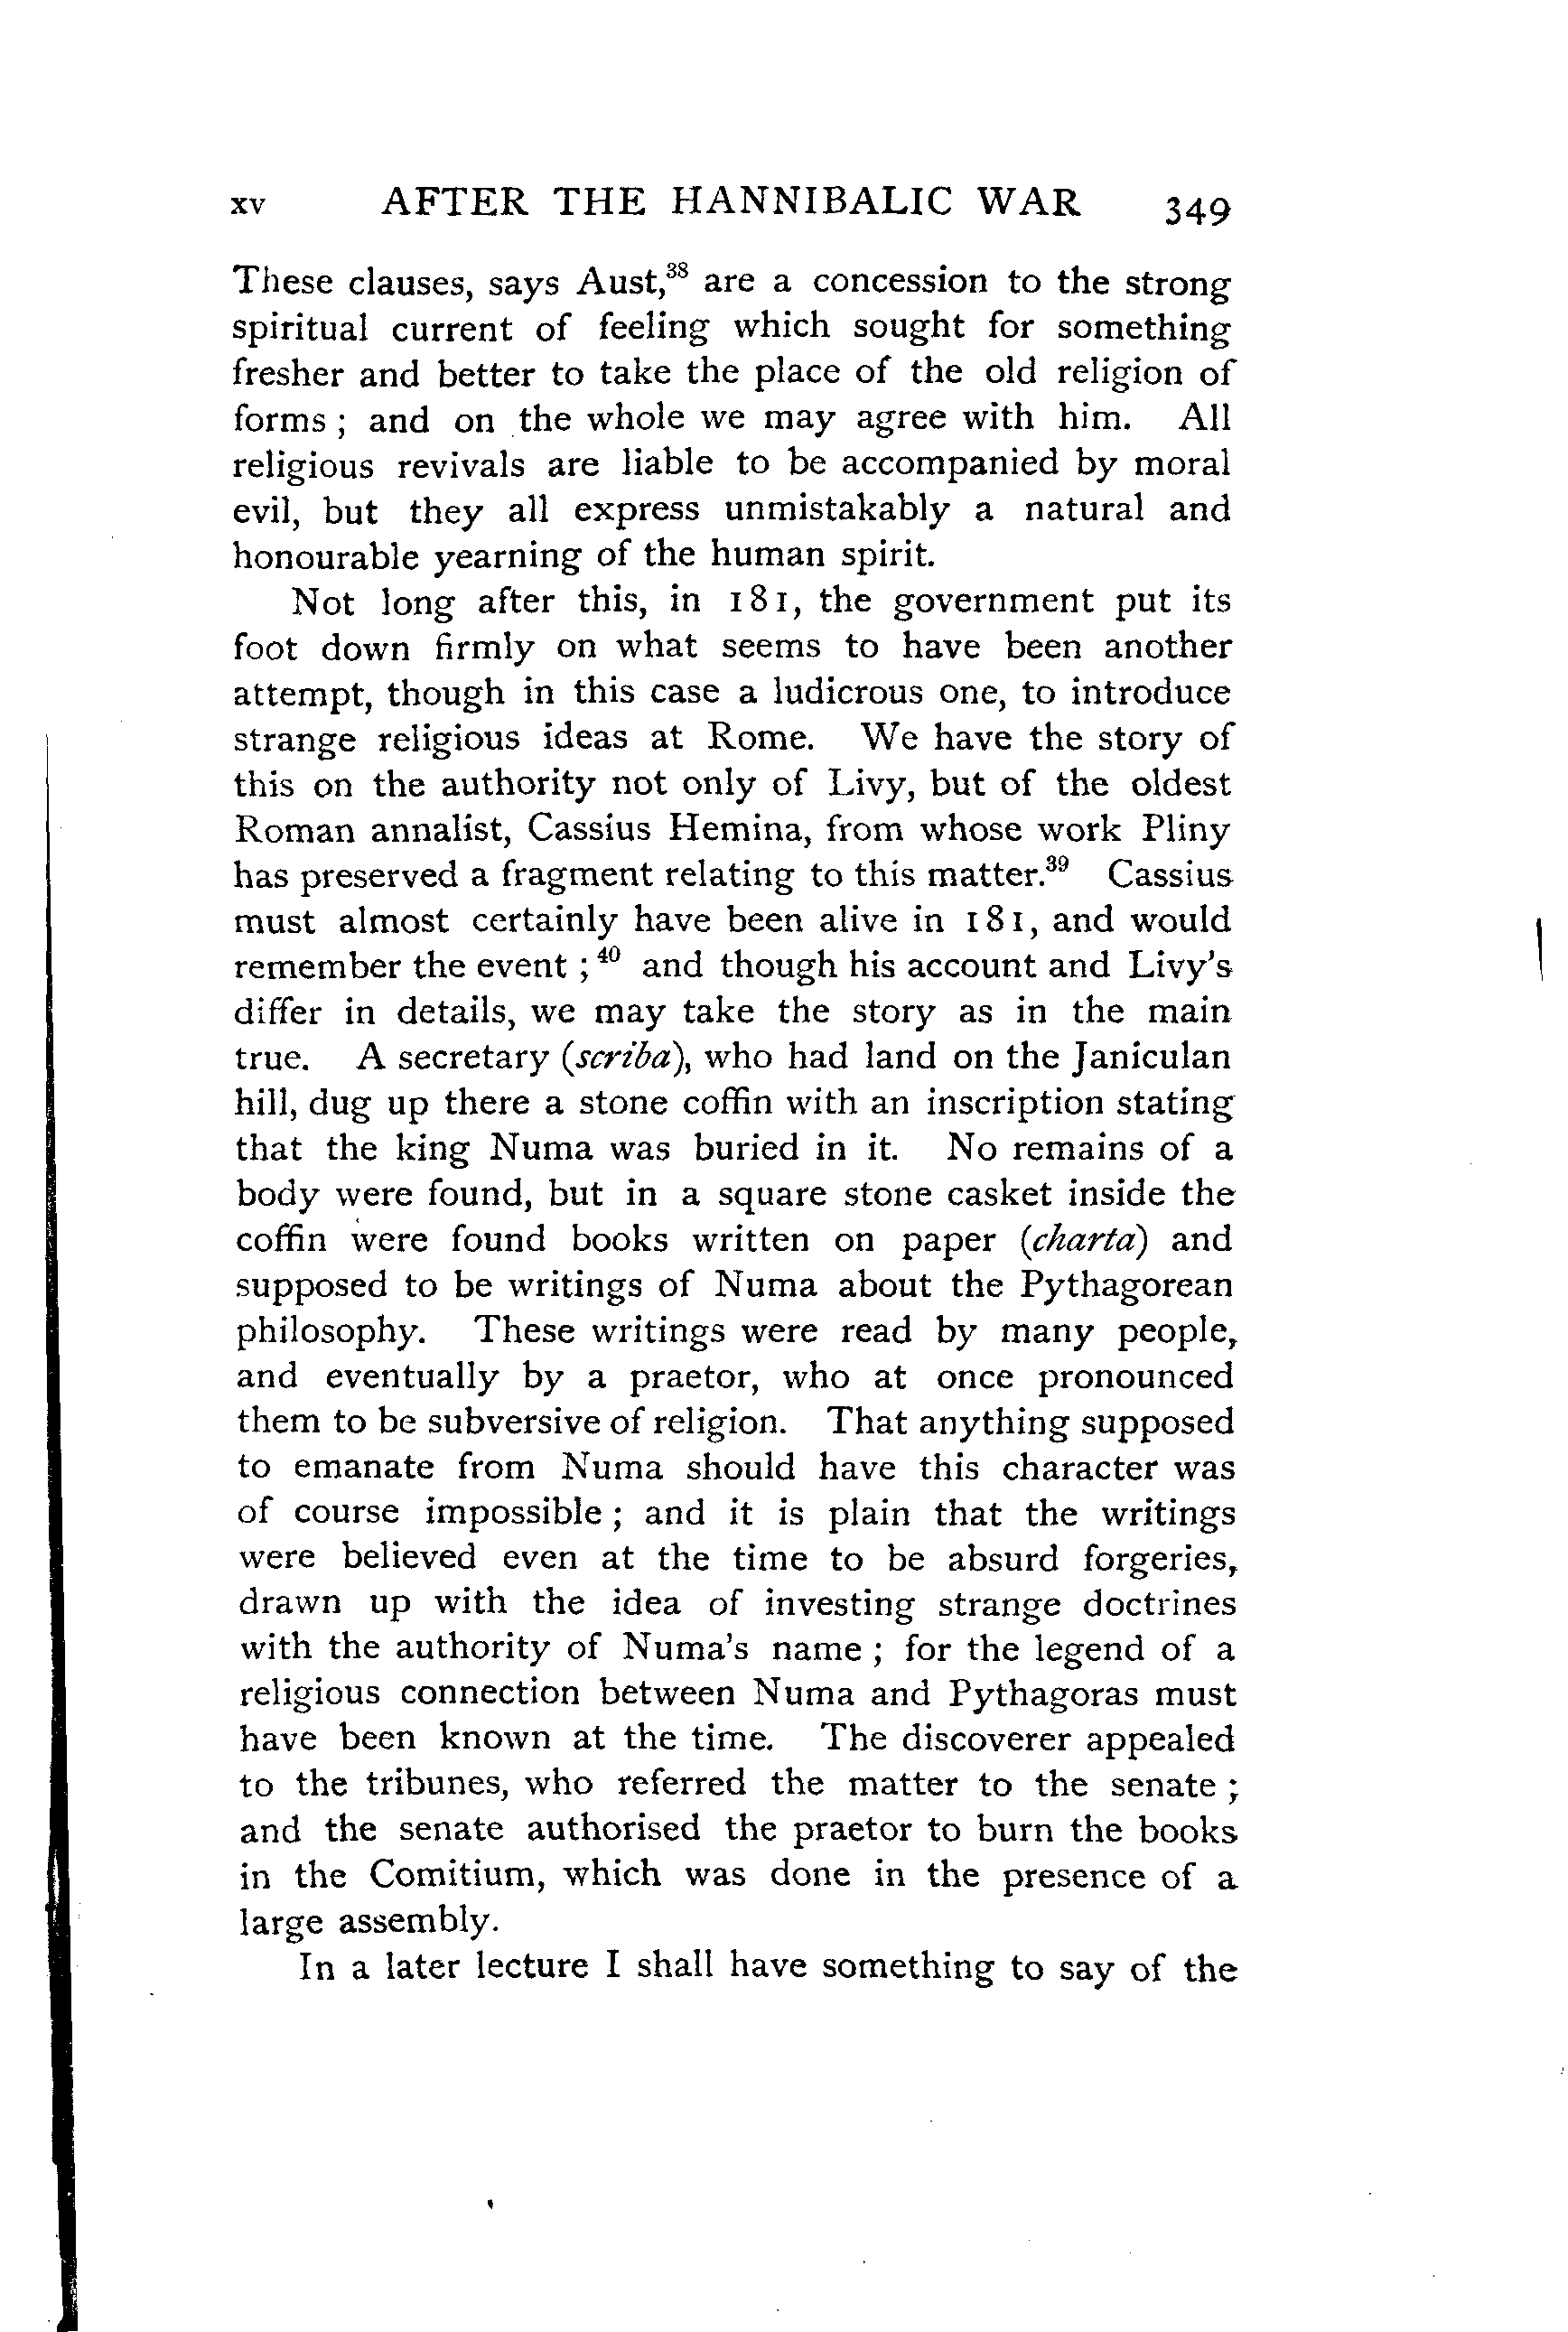 xv AFTER THE HANNIBALIC WAR 349
These clauses, says Aust,³⁸ are a concession to the strong
spiritual current of feeling which sought for something
fresher and better to take the place of the old religion of
forms ; and on the whole we may agree with him. All
religious revivals are liable to be accompanied by moral
evil, but they all express unmistakably a natural and
honourable yearning of the human spirit.
Not long after this, in 181, the government put its
foot down firmly on what seems to have been another
attempt, though in this case a ludicrous one, to introduce
strange religious ideas at Rome. We have the story of
this on the authority not only of Livy, but of the oldest
Roman annalist, Cassius Hemina, from whose work Pliny
has preserved a fragment relating to this matter.³⁹ Cassius
must almost certainly have been alive in 181, and would
remember the event ;⁴⁰ and though his account and Livy's
differ in details, we may take the story as in the main
true. A secretary (scriba), who had land on the Janiculan
hill, dug up there a stone coffin with an inscription stating
that the king Numa was buried in it. No remains of a
body were found, but in a square stone casket inside the
coffin were found books written on paper (charta) and
supposed to be writings of Numa about the Pythagorean
philosophy. These writings were read by many people,
and eventually by a praetor, who at once pronounced
them to be subversive of religion. That anything supposed
to emanate from Numa should have this character was
of course impossible ; and it is plain that the writings
were believed even at the time to be absurd forgeries,
drawn up with the idea of investing strange doctrines
with the authority of Numa's name ; for the legend of a
religious connection between Numa and Pythagoras must
have been known at the time. The discoverer appealed
to the tribunes, who referred the matter to the senate ;
and the senate authorised the praetor to burn the books
in the Comitium, which was done in the presence of a
large assembly.
In a later lecture I shall have something to say of the